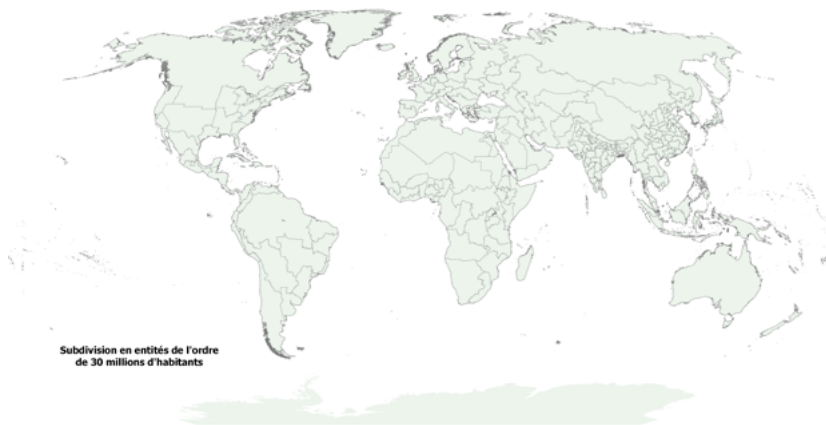 Subdivision en entités de l'ordre
de 30 millions d'habitants